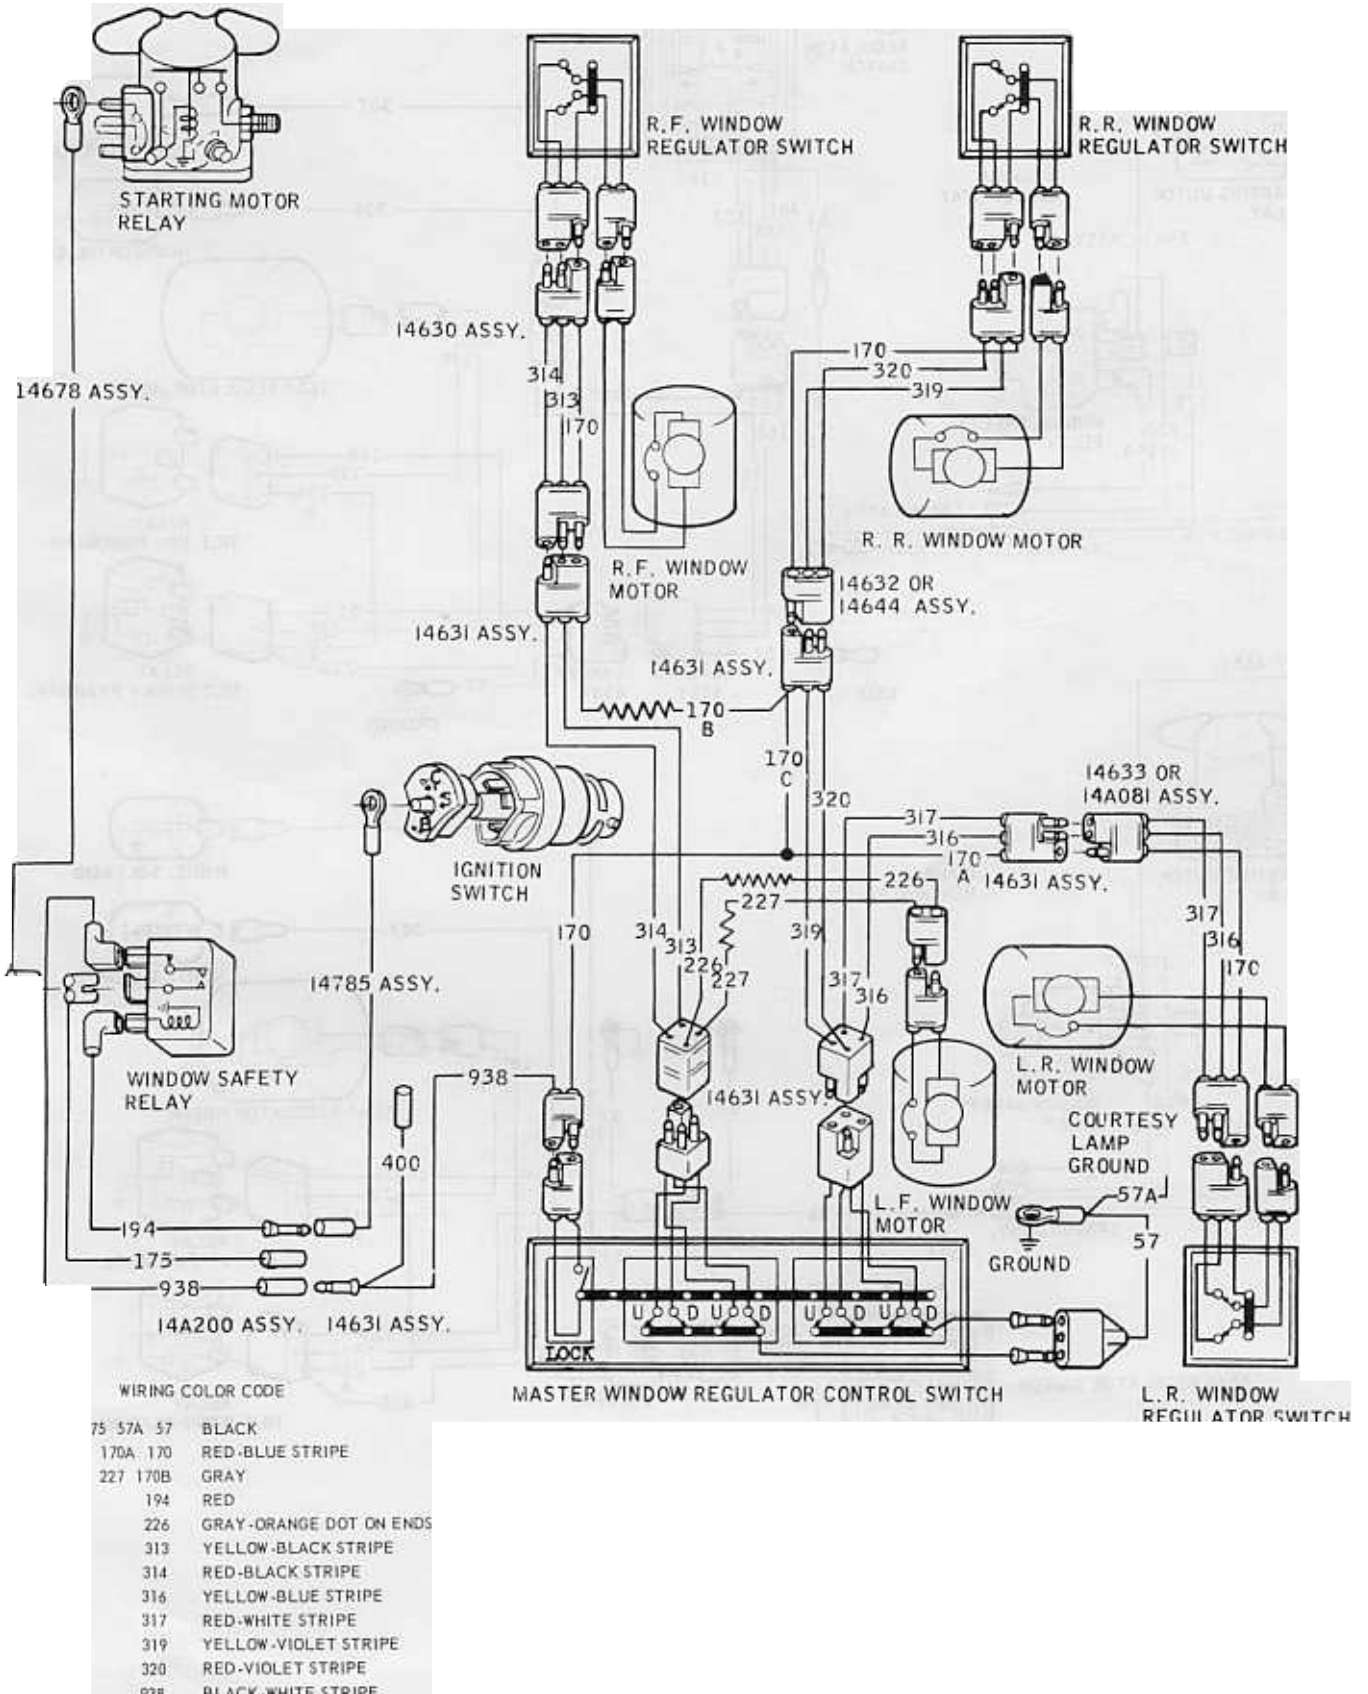 STARTING MOTOR
RELAY
R.F. WINDOW
REGULATOR SWITCH
R.R. WINDOW
REGULATOR SWITCH
14630 ASSY.
14678 ASSY.
314
313
170
170
320
319
R. R. WINDOW MOTOR
R.F. WINDOW
MOTOR
14632 OR
14644 ASSY.
14631 ASSY.
14631 ASSY.
170
B
170
C
320
14633 OR
14A081 ASSY.
317
316
170
A
14631 ASSY.
IGNITION
SWITCH
226
227
170
314
313
226
227
319
317
316
317
316
170
14785 ASSY.
WINDOW SAFETY
RELAY
938
14631 ASSY.
L.R. WINDOW
MOTOR
COURTESY
LAMP
GROUND
400
57A
L.F. WINDOW
MOTOR
57
GROUND
194
175
938
14A200 ASSY.
14631 ASSY.
U D U D U D U D
LOCK
MASTER WINDOW REGULATOR CONTROL SWITCH
L.R. WINDOW
REGULATOR SWITCH
WIRING COLOR CODE
75 57A 57 BLACK
170A 170 RED-BLUE STRIPE
227 170B GRAY
194 RED
226 GRAY-ORANGE DOT ON ENDS
313 YELLOW-BLACK STRIPE
314 RED-BLACK STRIPE
316 YELLOW-BLUE STRIPE
317 RED-WHITE STRIPE
319 YELLOW-VIOLET STRIPE
320 RED-VIOLET STRIPE
938 BLACK-WHITE STRIPE